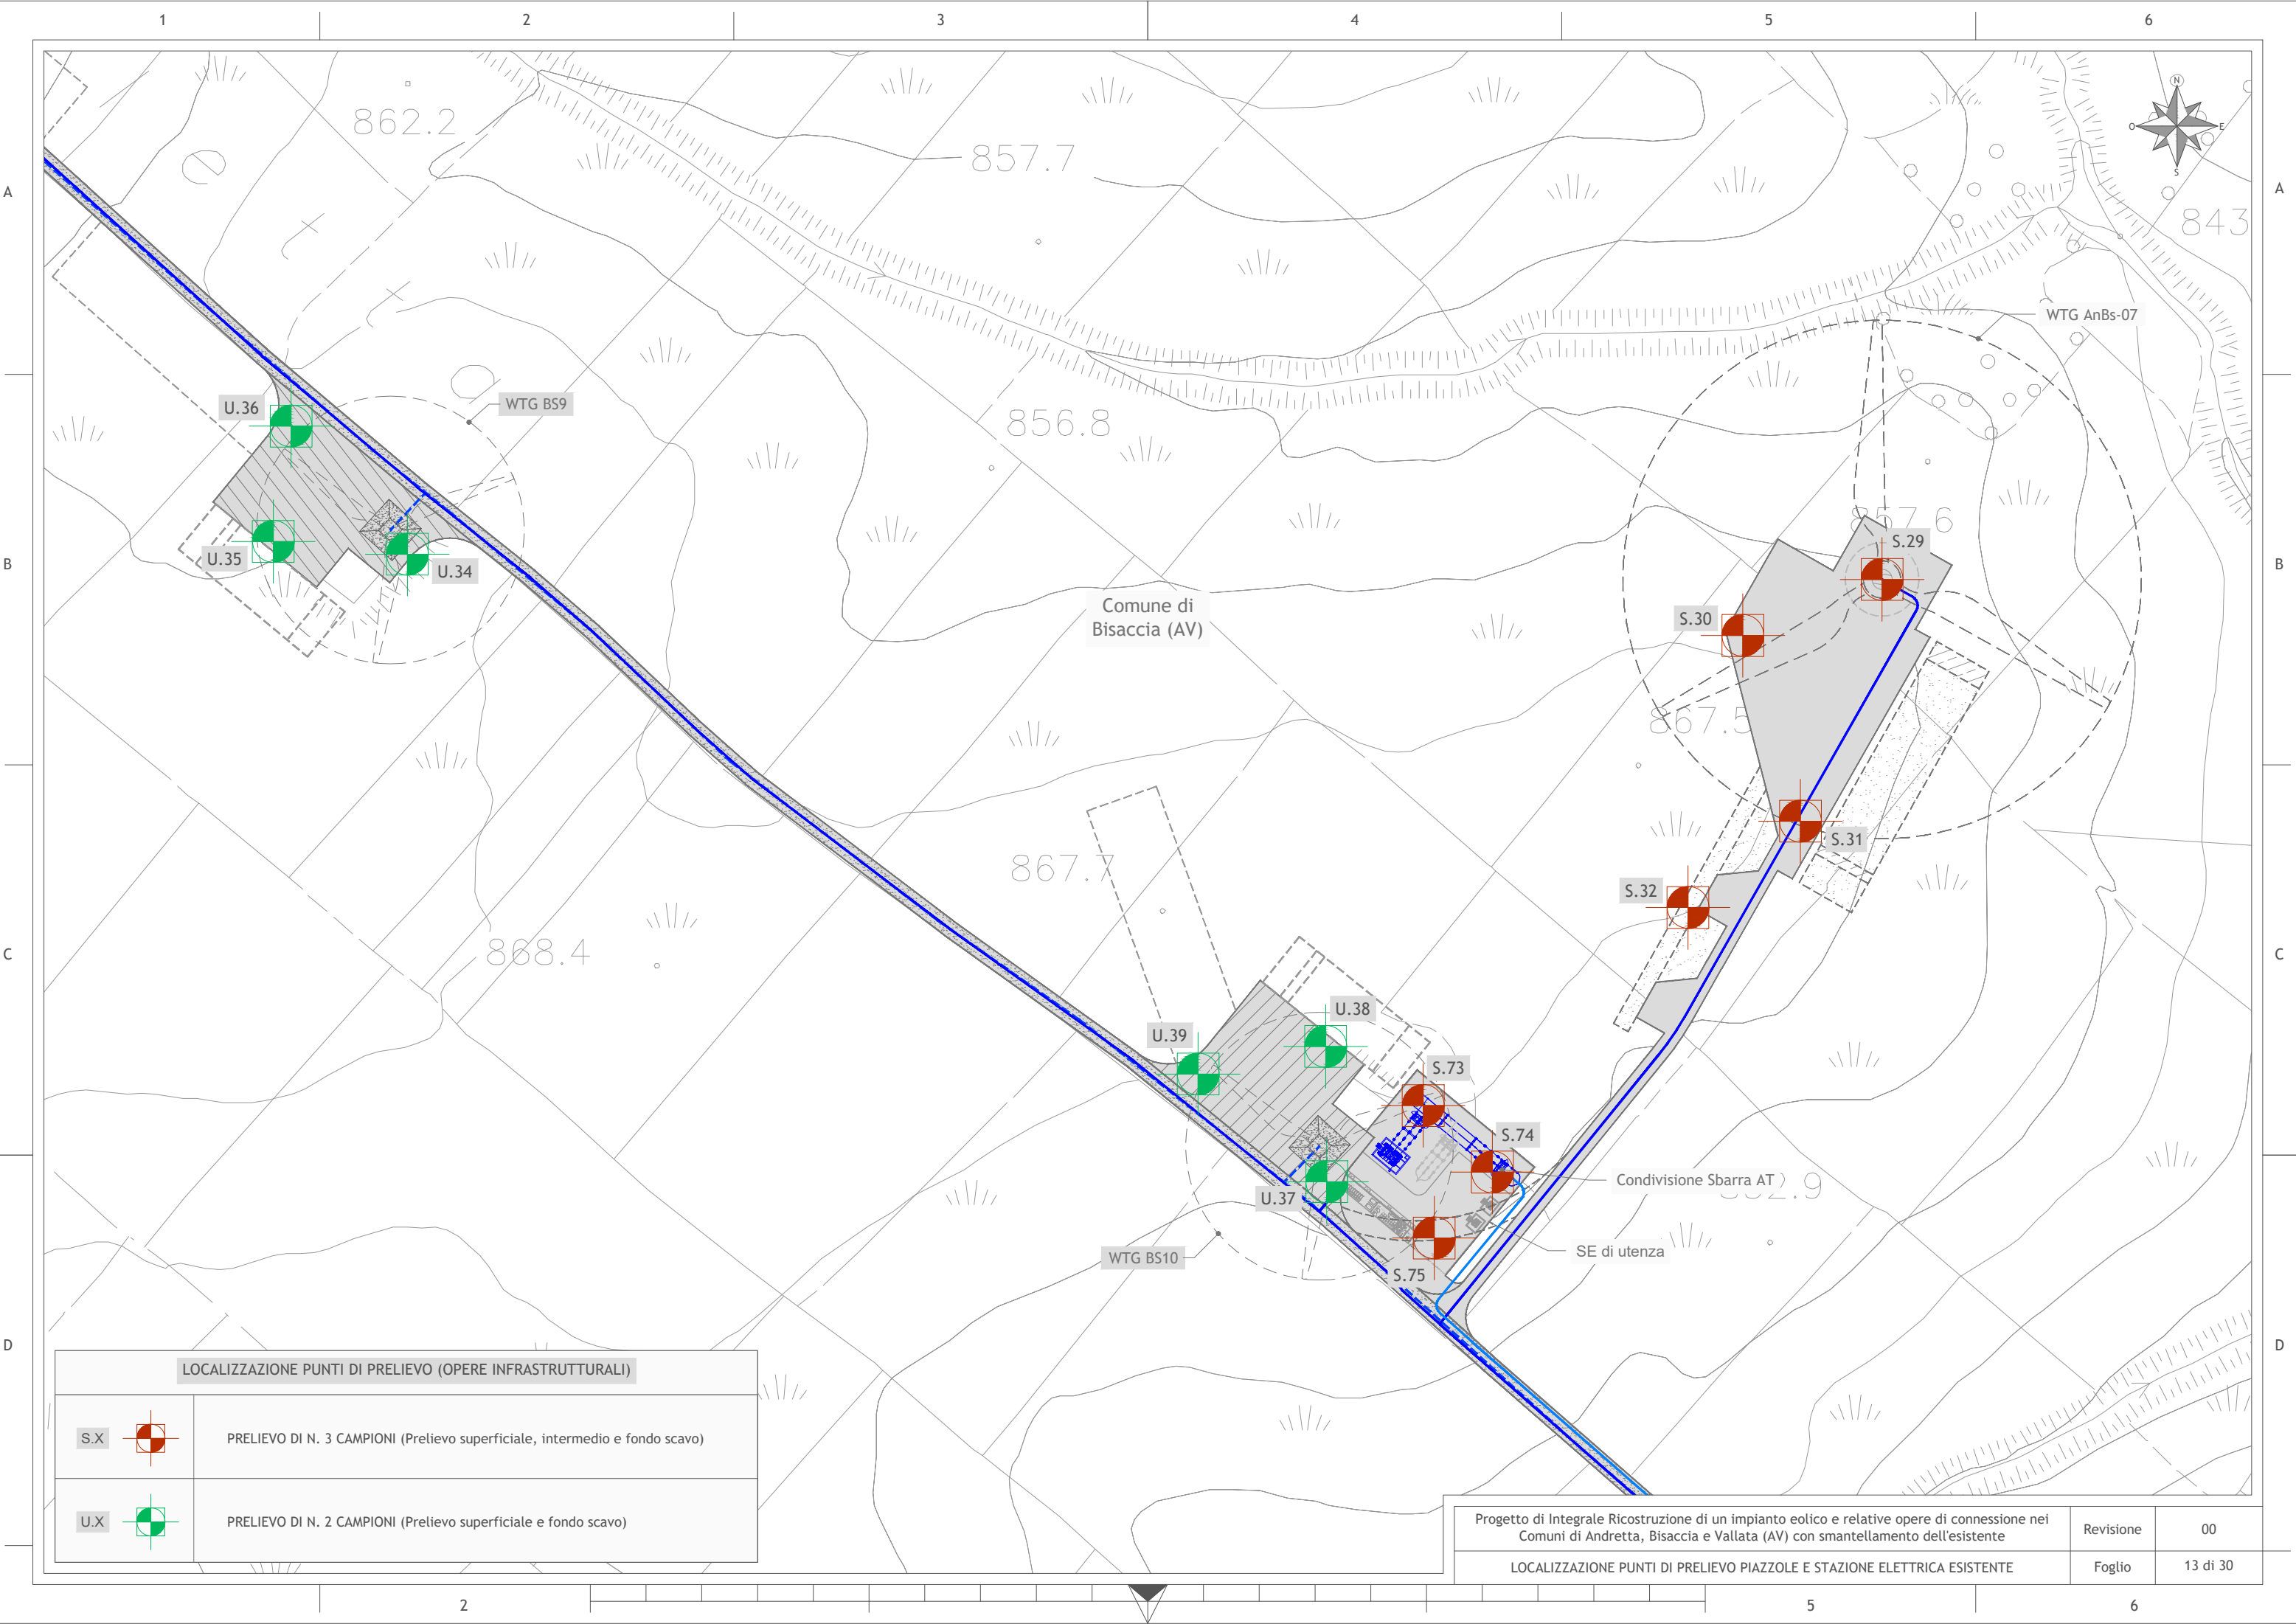 1
2
3
4
5
6
A
A
862.2
857.7
N
O
E
S
843
WTG AnBs-07
WTG BS9
U.36
856.8
857.6
S.29
U.35
U.34
B
B
Comune di
Bisaccia (AV)
S.30
867.5
S.31
867.7
S.32
868.4
C
C
U.38
U.39
S.73
S.74
Condivisione Sbarra AT
2.9
U.37
WTG BS10
SE di utenza
S.75
D
D
LOCALIZZAZIONE PUNTI DI PRELIEVO (OPERE INFRASTRUTTURALI)
S.X
PRELIEVO DI N. 3 CAMPIONI (Prelievo superficiale, intermedio e fondo scavo)
U.X
PRELIEVO DI N. 2 CAMPIONI (Prelievo superficiale e fondo scavo)
Progetto di Integrale Ricostruzione di un impianto eolico e relative opere di connessione nei
Comuni di Andretta, Bisaccia e Vallata (AV) con smantellamento dell'esistente
Revisione
00
LOCALIZZAZIONE PUNTI DI PRELIEVO PIAZZOLE E STAZIONE ELETTRICA ESISTENTE
Foglio
13 di 30
2
5
6